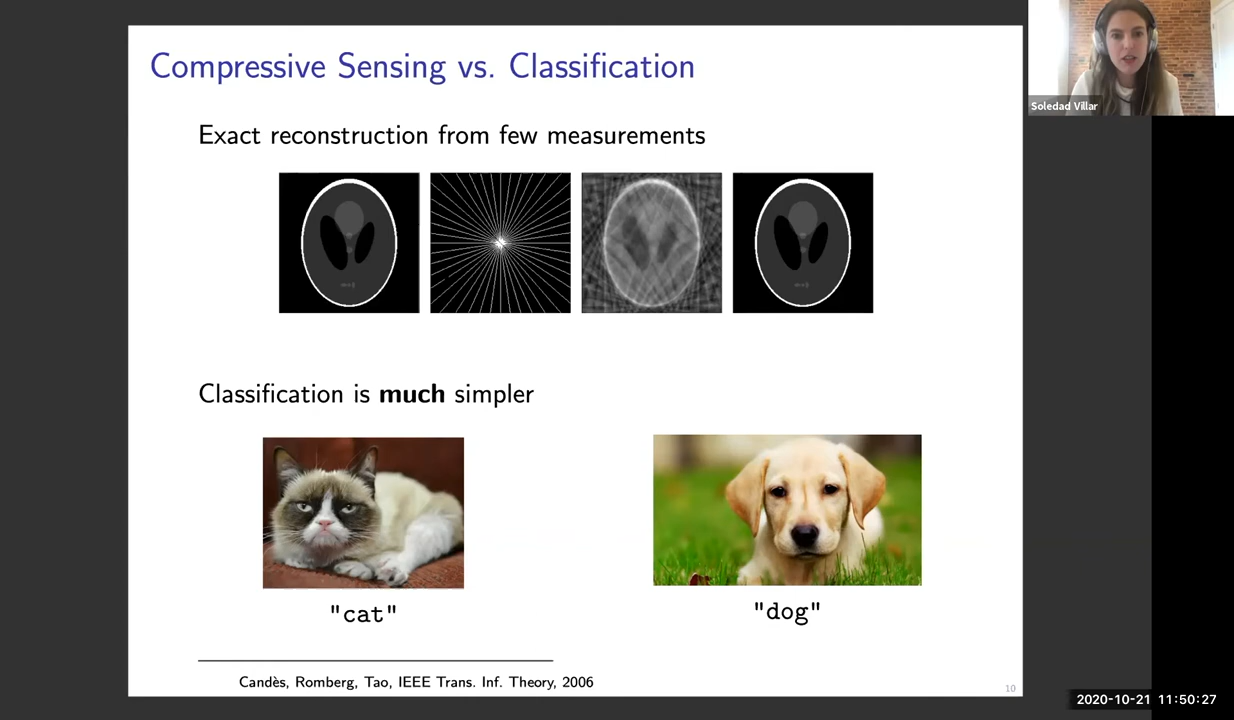 Compressive Sensing vs. Classification
Exact reconstruction from few measurements
Classification is much simpler
"cat"
"dog"
Candès, Romberg, Tao, IEEE Trans. Inf. Theory, 2006
10
Soledad Villar
2020-10-21 11:50:27